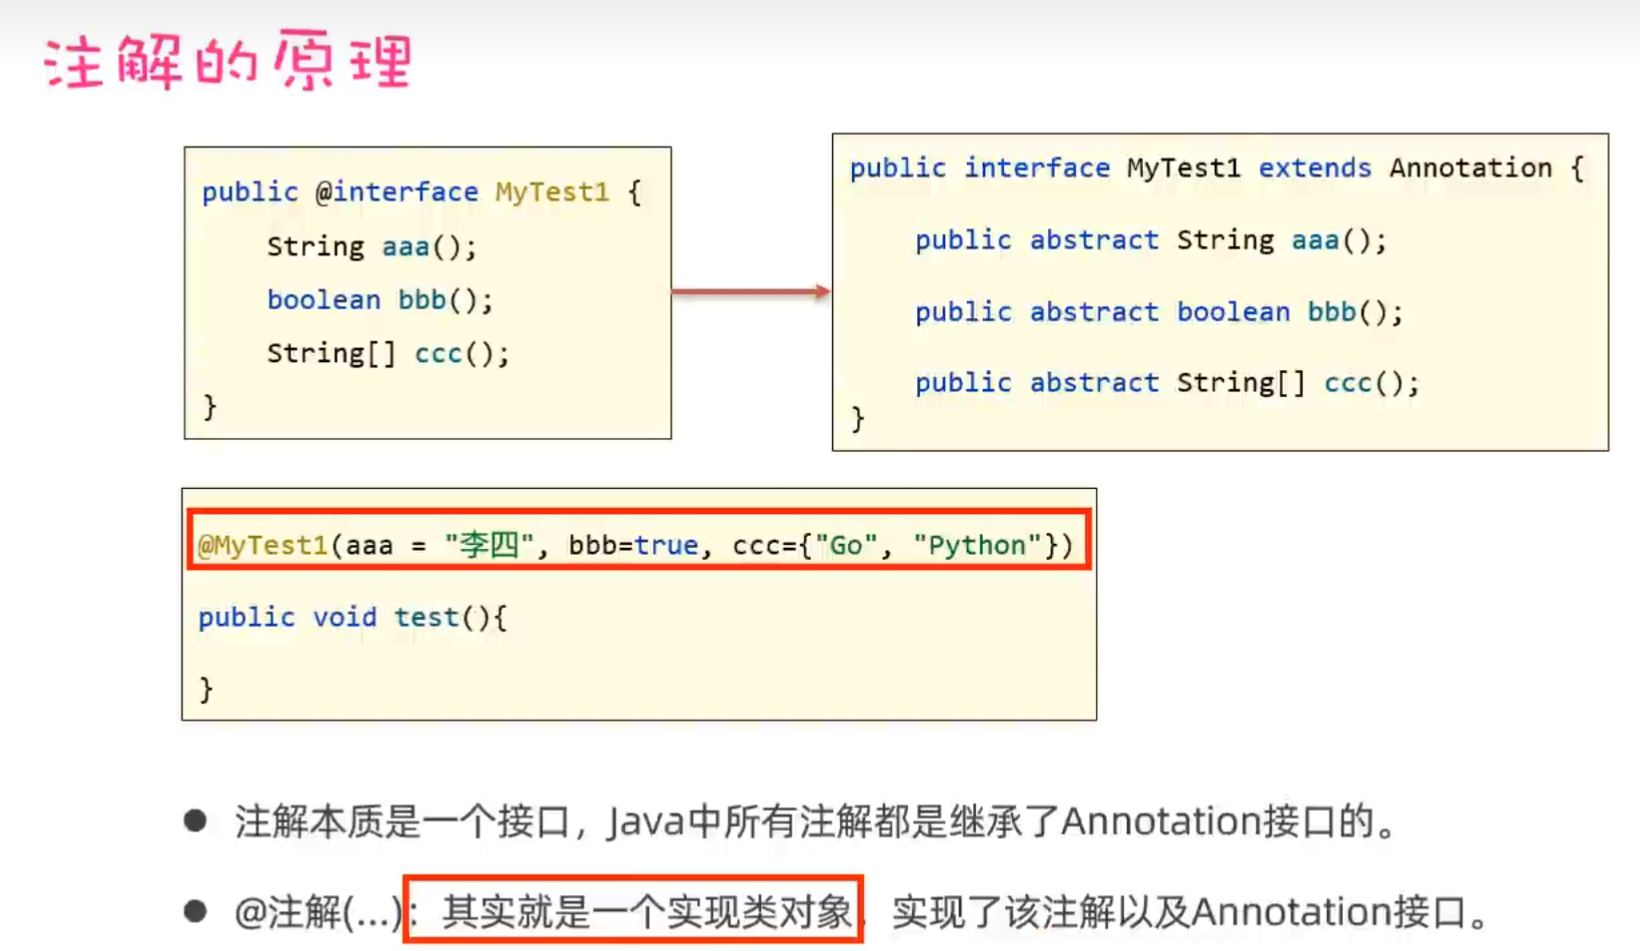 注解的原理
public @interface MyTest1 {
String aaa();
boolean bbb();
String[] ccc();
}
public interface MyTest1 extends Annotation {
public abstract String aaa();
public abstract boolean bbb();
public abstract String[] ccc();
}
@MyTest1(aaa = "李四", bbb=true, ccc={"Go", "Python"})
public void test(){
}
● 注解本质是一个接口，Java中所有注解都是继承了Annotation接口的。
● @注解(...)：其实就是一个实现类对象，实现了该注解以及Annotation接口。